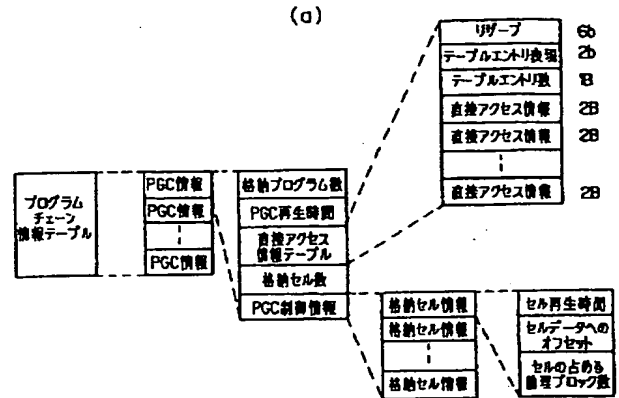 (a)
リザーブ 6b
テーブルエントリ表現 2b
テーブルエントリ数 1B
直接アクセス情報 2B
直接アクセス情報 2B
直接アクセス情報 2B
プログラム
チェーン
情報テーブル
PGC情報
PGC情報
PGC情報
格納プログラム数
PGC再生時間
直接アクセス
情報テーブル
格納セル数
PGC制御情報
格納セル情報
格納セル情報
格納セル情報
セル再生時間
セルデータへの
オフセット
セルの占める
論理ブロック数